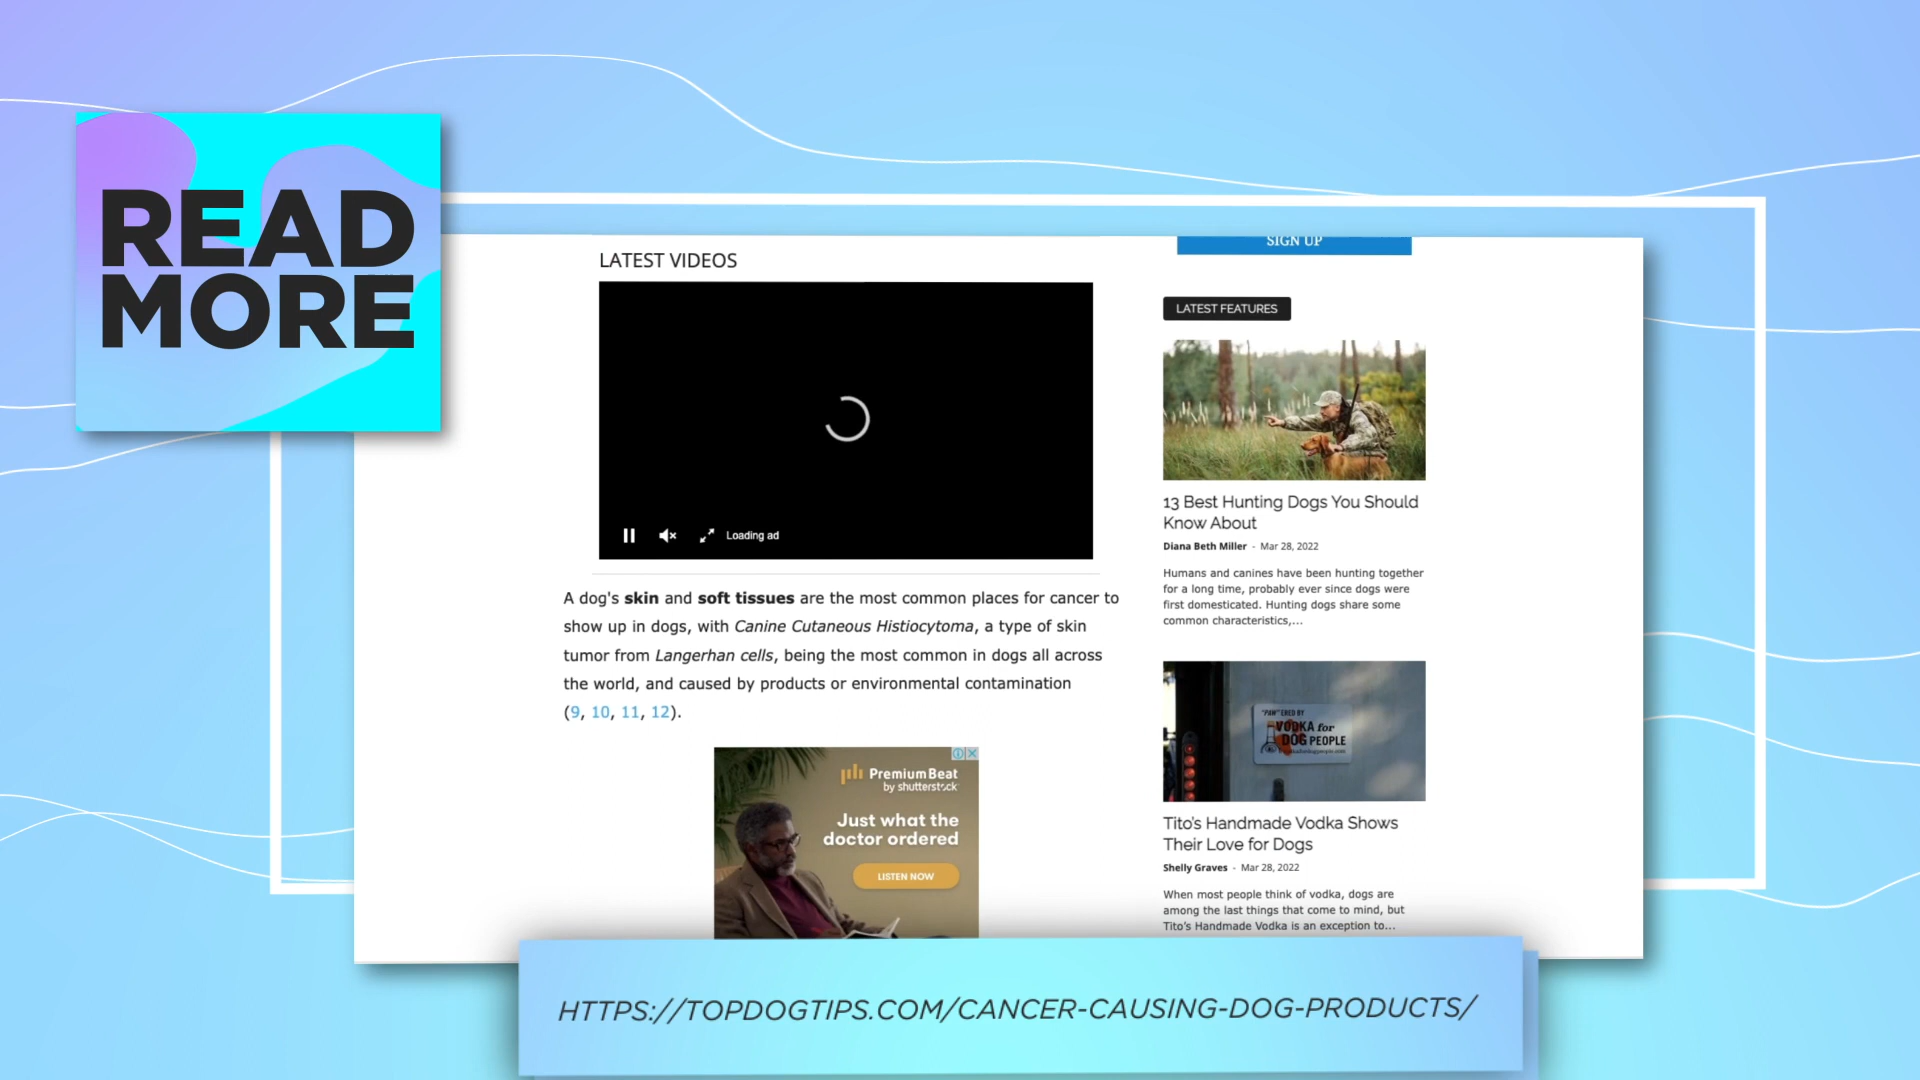 READ
MORE
LATEST VIDEOS
Loading ad
A dog's skin and soft tissues are the most common places for cancer to
show up in dogs, with Canine Cutaneous Histiocytoma, a type of skin
tumor from Langerhan cells, being the most common in dogs all across
the world, and caused by products or environmental contamination
(9, 10, 11, 12).
PremiumBeat
by shutterstock
Just what the
doctor ordered
LISTEN NOW
SIGN UP
LATEST FEATURES
13 Best Hunting Dogs You Should
Know About
Diana Beth Miller - Mar 28, 2022
Humans and canines have been hunting together
for a long time, probably ever since dogs were
first domesticated. Hunting dogs share some
common characteristics,...
"PAW"ERED BY
VODKA for
DOG PEOPLE
Tito's Handmade Vodka Shows
Their Love for Dogs
Shelly Graves - Mar 28, 2022
When most people think of vodka, dogs are
among the last things that come to mind, but
Tito's Handmade Vodka is an exception to...
HTTPS://TOPDOGTIPS.COM/CANCER-CAUSING-DOG-PRODUCTS/